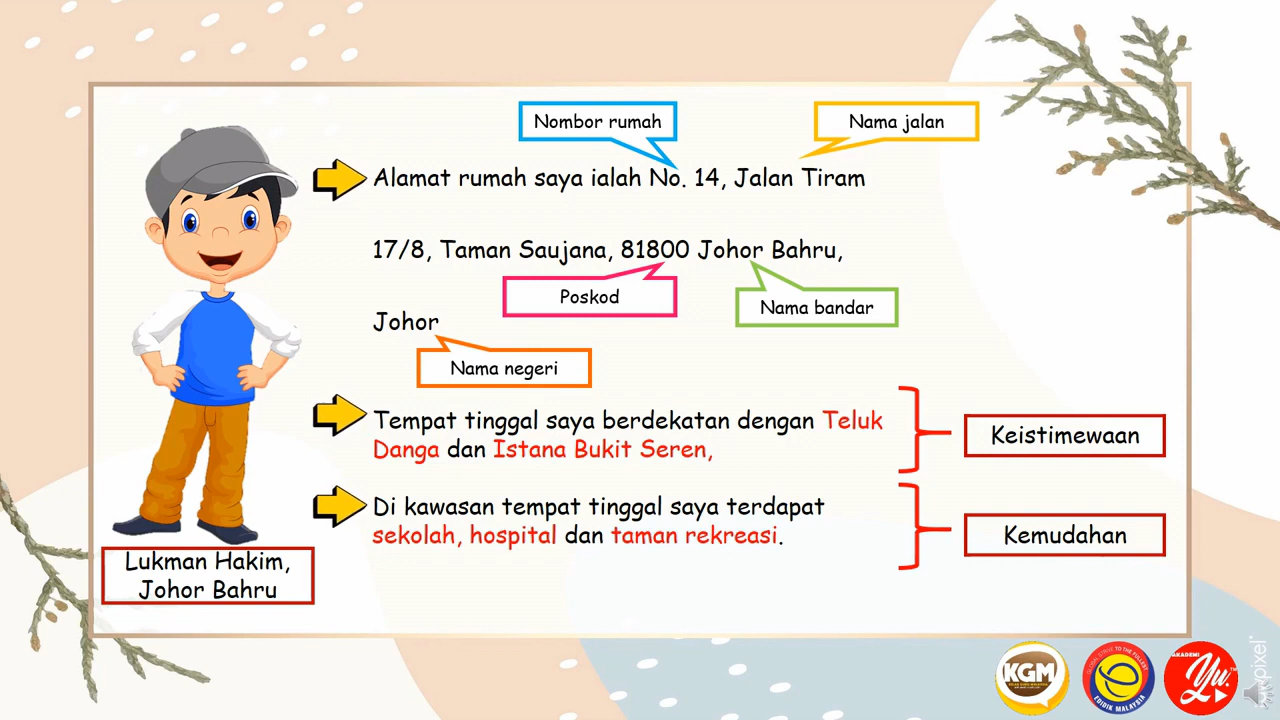 Nombor rumah
Nama jalan
Alamat rumah saya ialah No. 14, Jalan Tiram
17/8, Taman Saujana, 81800 Johor Bahru,
Poskod
Nama bandar
Johor
Nama negeri
Tempat tinggal saya berdekatan dengan Teluk
Danga dan Istana Bukit Seren,
Keistimewaan
Di kawasan tempat tinggal saya terdapat
sekolah, hospital dan taman rekreasi.
Kemudahan
Lukman Hakim,
Johor Bahru
KGM
EDIDIK MALAYSIA
AKADEMI
Yu.